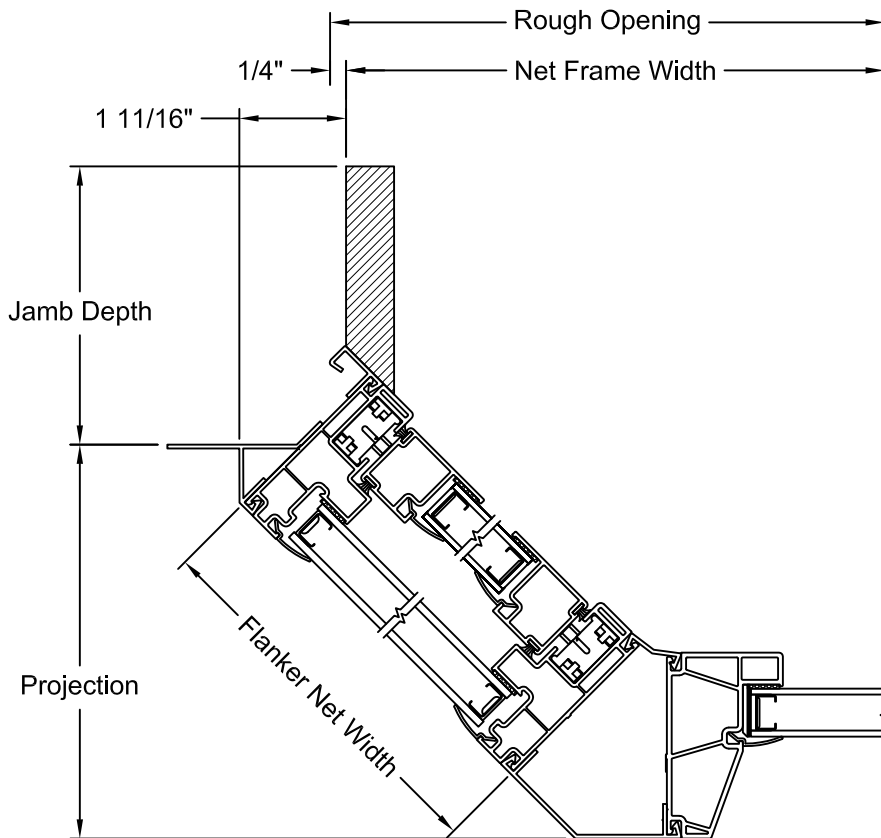 Rough Opening
1/4"
Net Frame Width
1 11/16"
Jamb Depth
Flanker Net Width
Projection